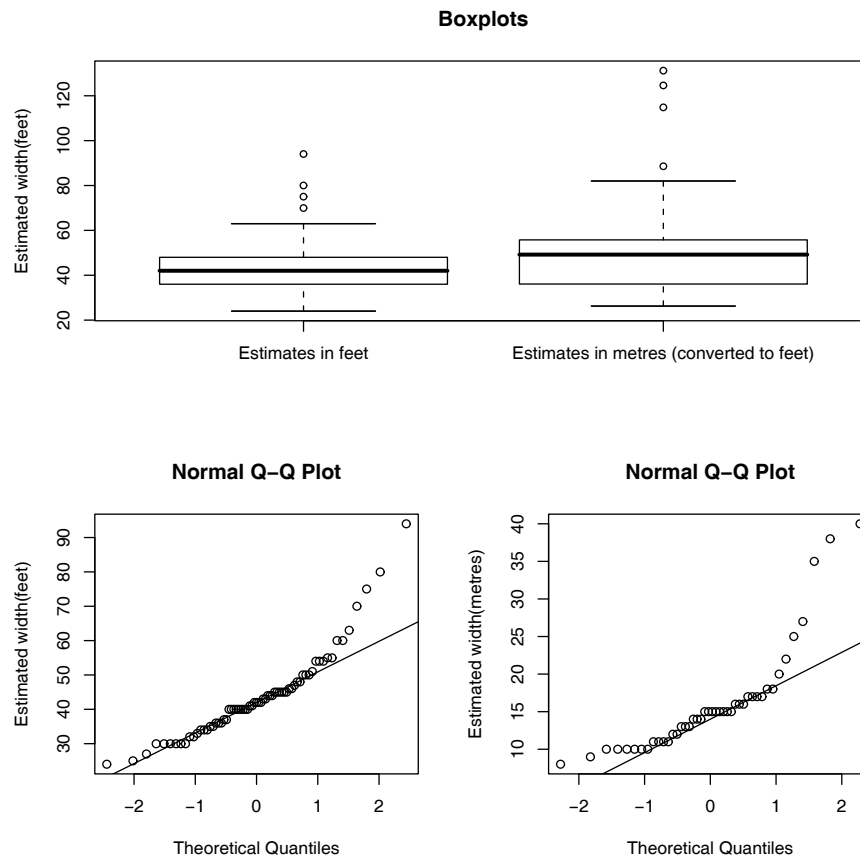 Boxplots
Estimated width(feet)
20 40 60 80 100 120
Estimates in feet Estimates in metres (converted to feet)
Normal Q−Q Plot
Estimated width(feet)
30 40 50 60 70 80 90
−2 −1 0 1 2
Theoretical Quantiles
Normal Q−Q Plot
Estimated width(metres)
10 15 20 25 30 35 40
−2 −1 0 1 2
Theoretical Quantiles